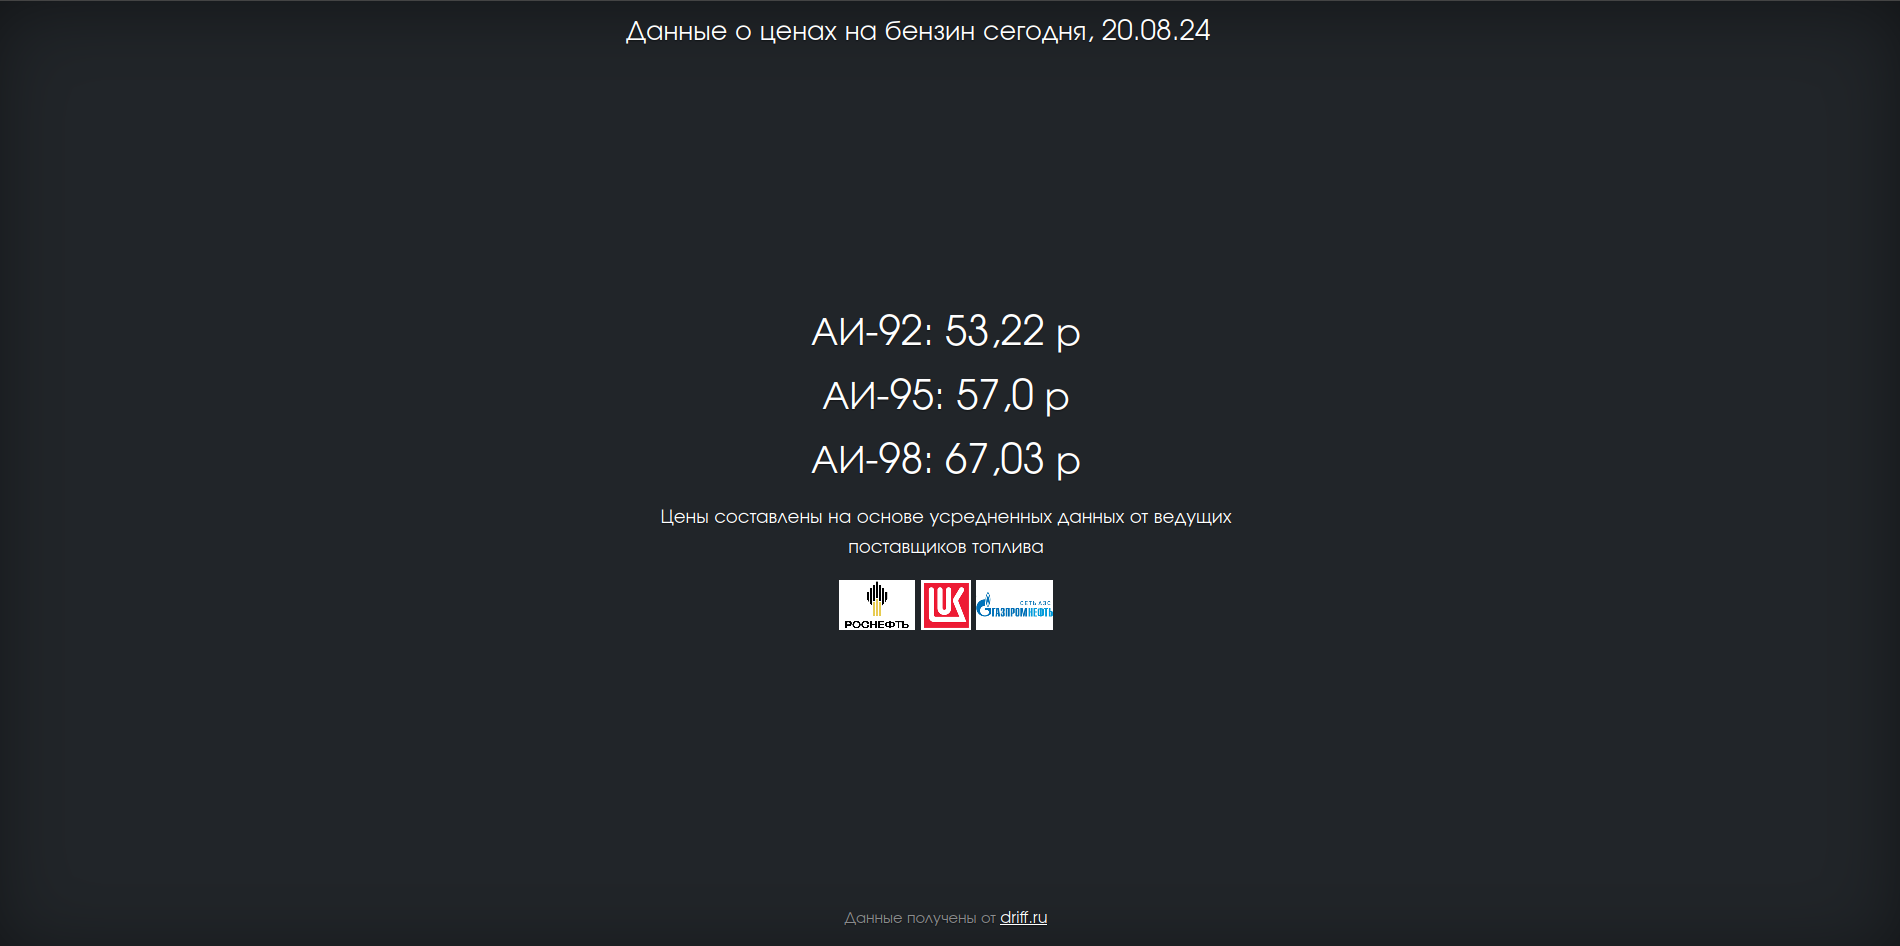 Данные о ценах на бензин сегодня, 20.08.24
АИ-92: 53,22 р
АИ-95: 57,0 р
АИ-98: 67,03 р
Цены составлены на основе усредненных данных от ведущих
поставщиков топлива
РОСНЕФТЬ
LUK
СЕТЬ АЗС
ГАЗПРОМНЕФТЬ
Данные получены от driff.ru